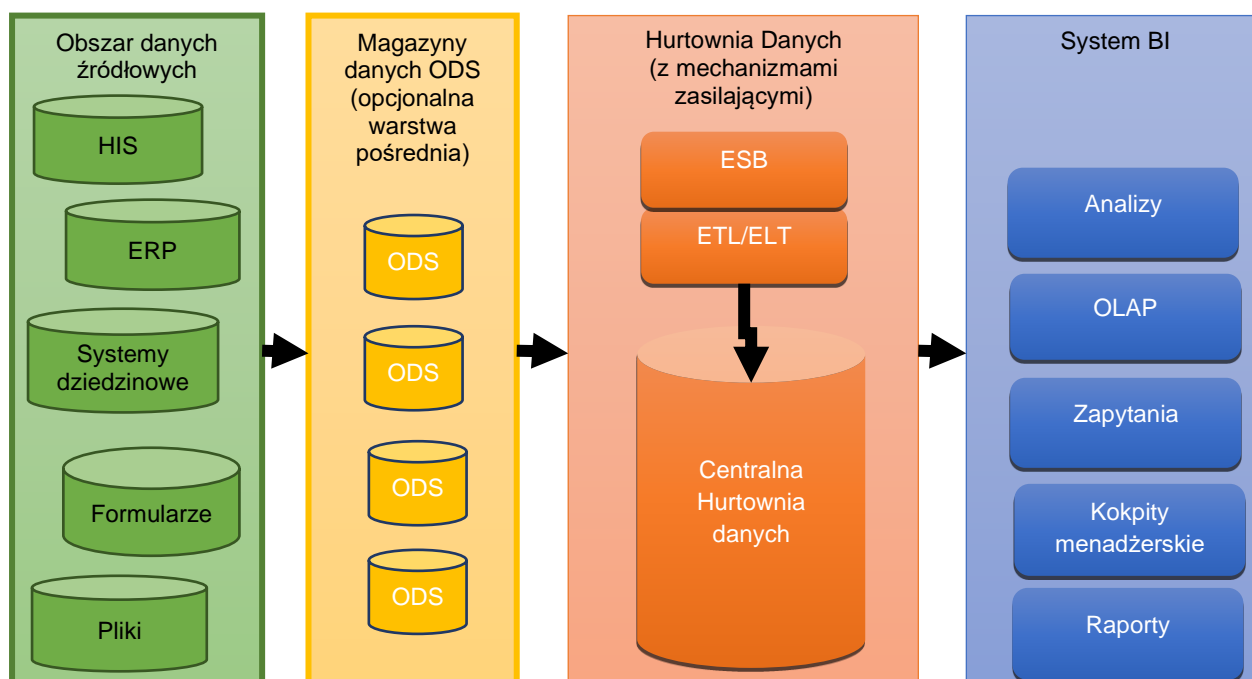 Obszar danych
źródłowych
HIS
ERP
Systemy
dziedzinowe
Formularze
Pliki
Magazyny
danych ODS
(opcjonalna
warstwa
pośrednia)
ODS
ODS
ODS
ODS
Hurtownia Danych
(z mechanizmami
zasilającymi)
ESB
ETL/ELT
Centralna
Hurtownia
danych
System BI
Analizy
OLAP
Zapytania
Kokpity
menadżerskie
Raporty